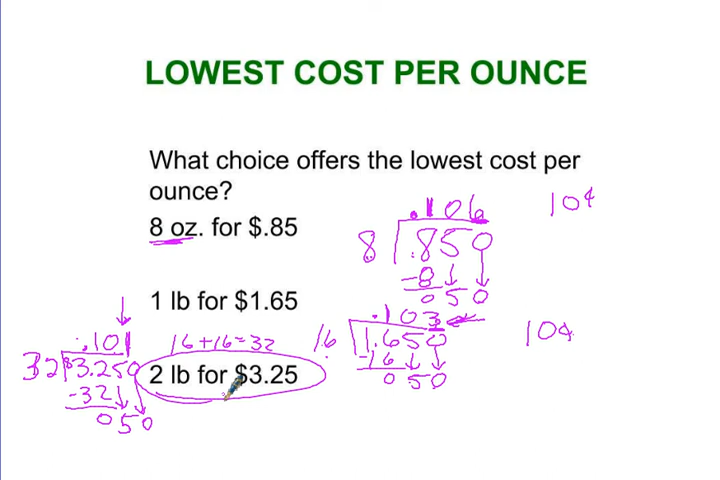 LOWEST COST PER OUNCE
What choice offers the lowest cost per
ounce?
8 oz. for $.85
.106
10¢
8 .850
-8
050
1 lb for $1.65
.103
10¢
16 1.650
-16
050
16+16=32
2 lb for $3.25
.101
32 $3.250
-32
050